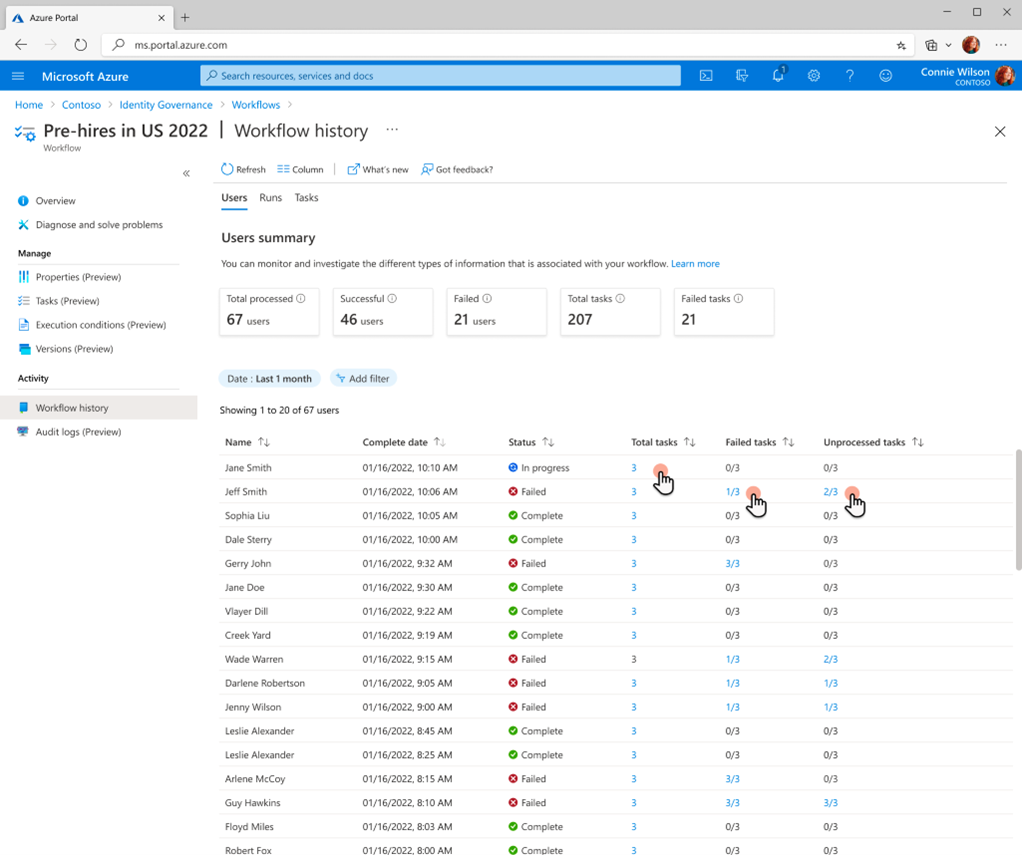 Azure Portal
ms.portal.azure.com
Microsoft Azure
Search resources, services and docs
1
Connie Wilson
CONTOSO
Home > Contoso > Identity Governance > Workflows >
Pre-hires in US 2022 | Workflow history ...
Workflow
Refresh Column What's new Got feedback?
Overview
Diagnose and solve problems
Manage
Properties (Preview)
Tasks (Preview)
Execution conditions (Preview)
Versions (Preview)
Activity
Workflow history
Audit logs (Preview)
Users Runs Tasks
Users summary
You can monitor and investigate the different types of information that is associated with your workflow. Learn more
Total processed Successful Failed Total tasks Failed tasks
67 users 46 users 21 users 207 21
Date : Last 1 month Add filter
Showing 1 to 20 of 67 users
Name Complete date Status Total tasks Failed tasks Unprocessed tasks
Jane Smith 01/16/2022, 10:10 AM In progress 3 0/3 0/3
Jeff Smith 01/16/2022, 10:06 AM Failed 3 1/3 2/3
Sophia Liu 01/16/2022, 10:05 AM Complete 3 0/3 0/3
Dale Sterry 01/16/2022, 10:00 AM Complete 3 0/3 0/3
Gerry John 01/16/2022, 9:32 AM Failed 3 3/3 0/3
Jane Doe 01/16/2022, 9:30 AM Complete 3 0/3 0/3
Vlayer Dill 01/16/2022, 9:22 AM Complete 3 0/3 0/3
Creek Yard 01/16/2022, 9:19 AM Complete 3 0/3 0/3
Wade Warren 01/16/2022, 9:15 AM Failed 3 1/3 2/3
Darlene Robertson 01/16/2022, 9:05 AM Failed 3 1/3 1/3
Jenny Wilson 01/16/2022, 9:00 AM Failed 3 1/3 1/3
Leslie Alexander 01/16/2022, 8:45 AM Complete 3 0/3 0/3
Leslie Alexander 01/16/2022, 8:25 AM Complete 3 0/3 0/3
Arlene McCoy 01/16/2022, 8:15 AM Failed 3 3/3 0/3
Guy Hawkins 01/16/2022, 8:10 AM Failed 3 3/3 3/3
Floyd Miles 01/16/2022, 8:03 AM Complete 3 0/3 0/3
Robert Fox 01/16/2022, 8:00 AM Complete 3 0/3 0/3